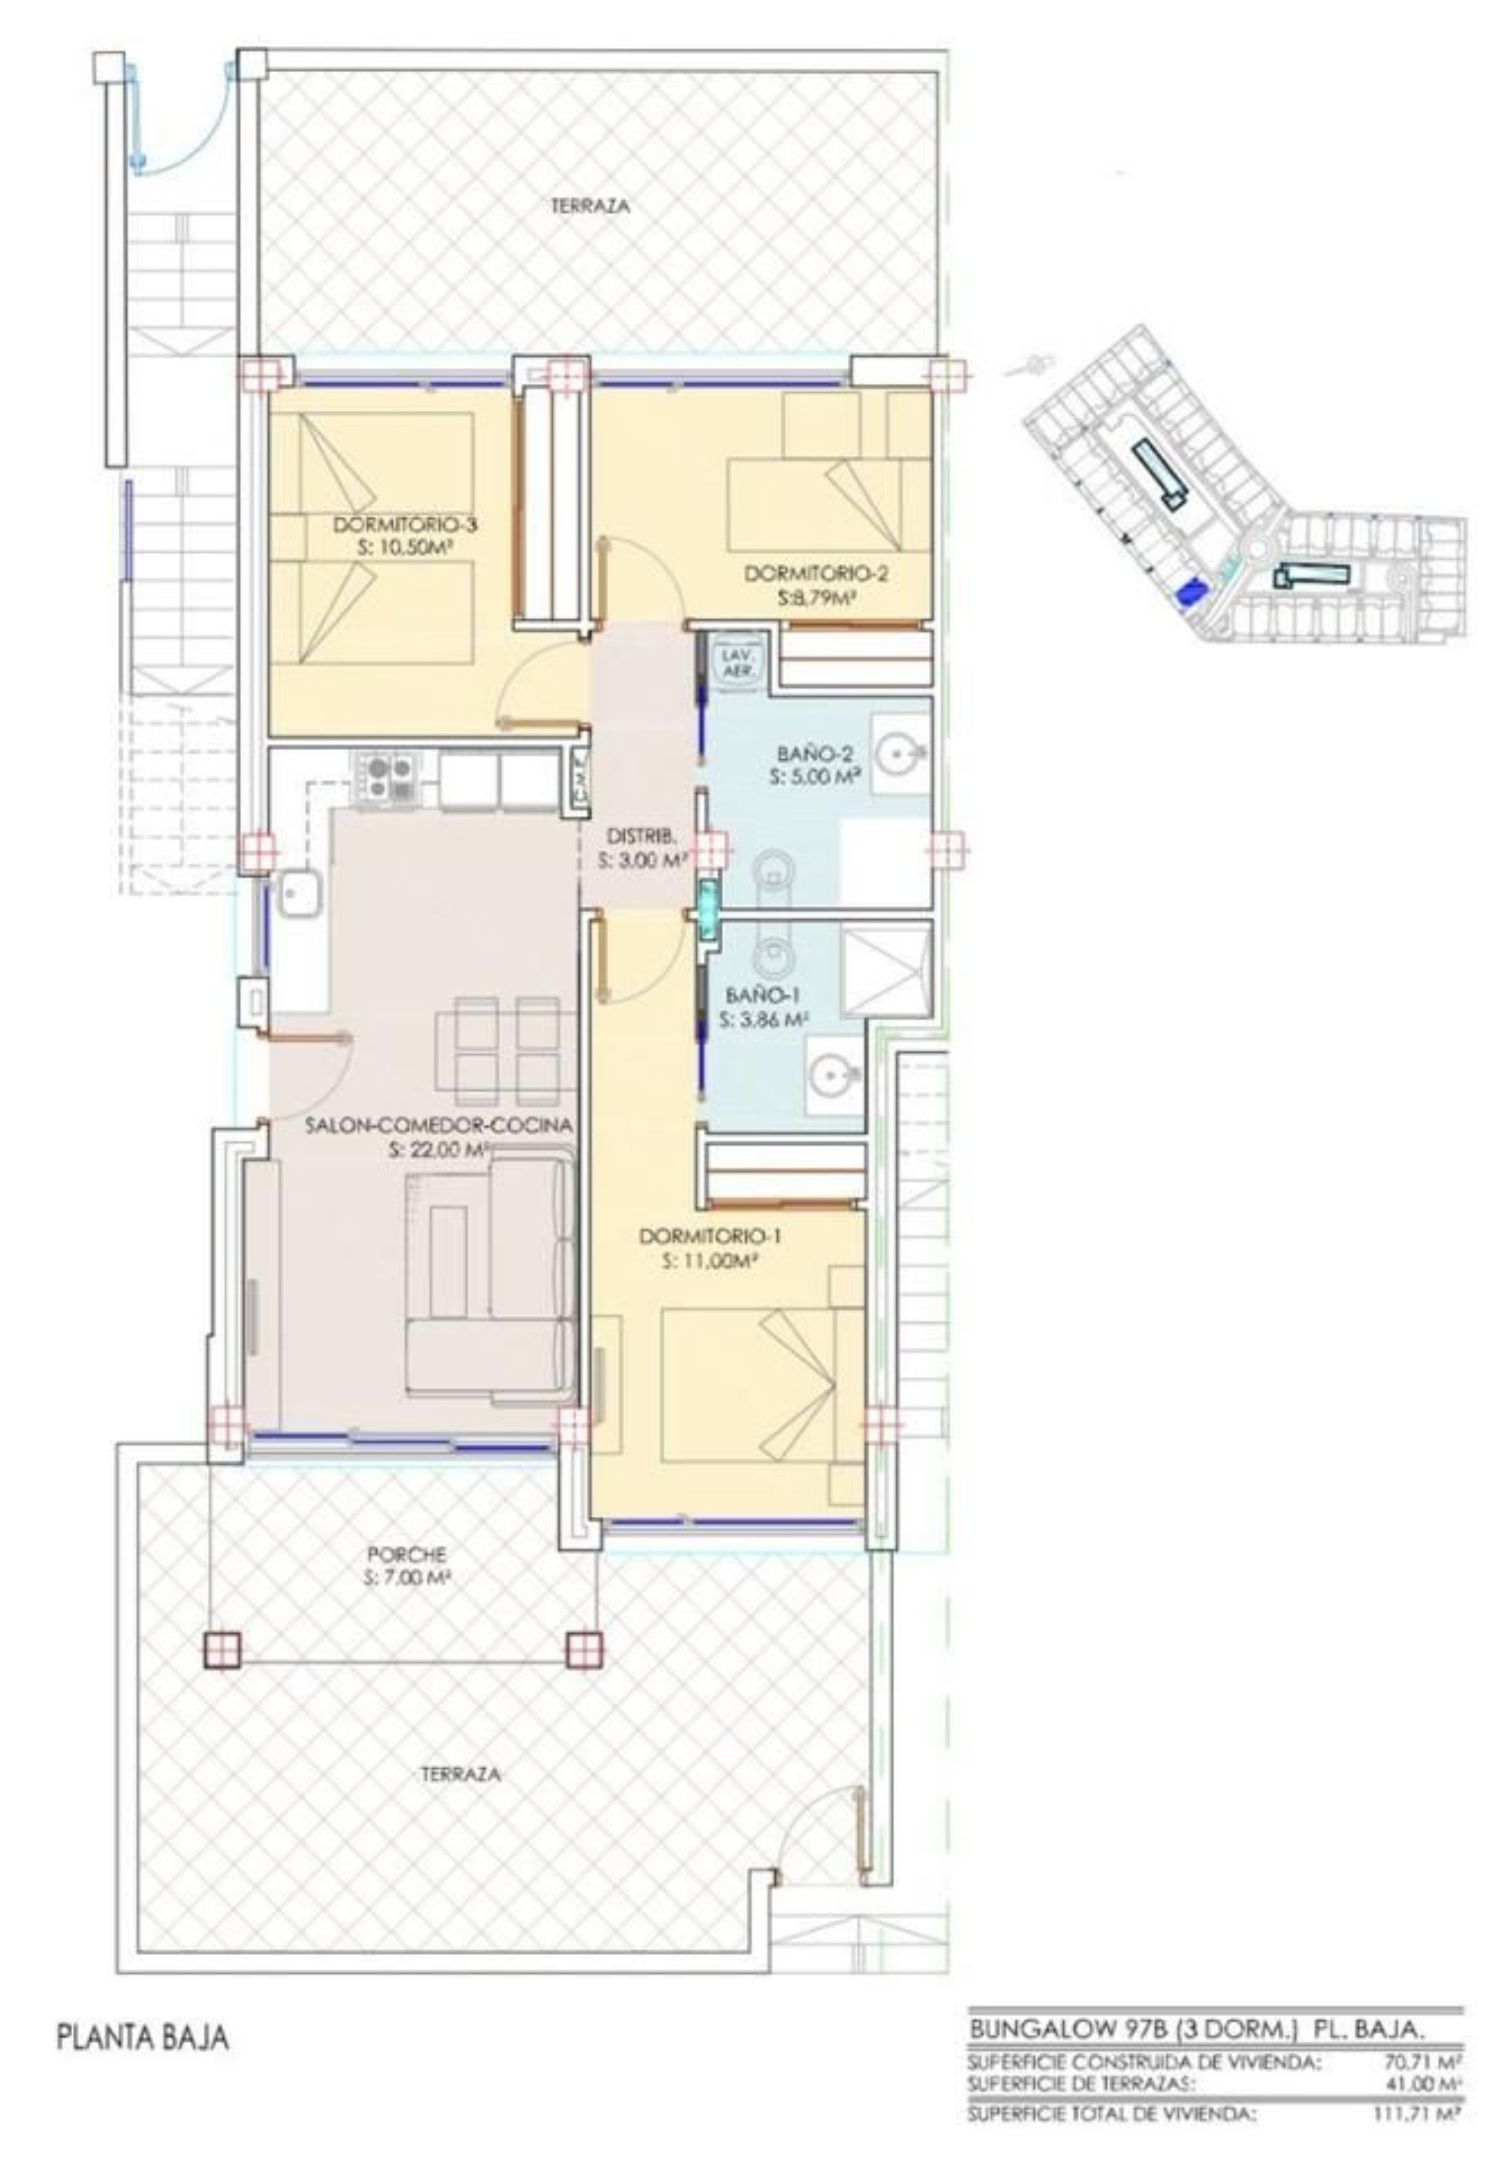 TERRAZA
DORMITORIO-3
S: 10.50M²
DORMITORIO-2
S:8.79M²
LAV.
AER.
BAÑO-2
S: 5.00 M²
DISTRIB.
S: 3.00 M²
BAÑO-1
S: 3.86 M²
SALON-COMEDOR-COCINA
S: 22.00 M²
DORMITORIO-1
S: 11.00M²
PORCHE
S: 7.00 M²
TERRAZA
PLANTA BAJA
BUNGALOW 97B (3 DORM.) PL. BAJA.
SUPERFICIE CONSTRUIDA DE VIVIENDA: 70.71 M²
SUPERFICIE DE TERRAZAS: 41.00 M²
SUPERFICIE TOTAL DE VIVIENDA: 111.71 M²